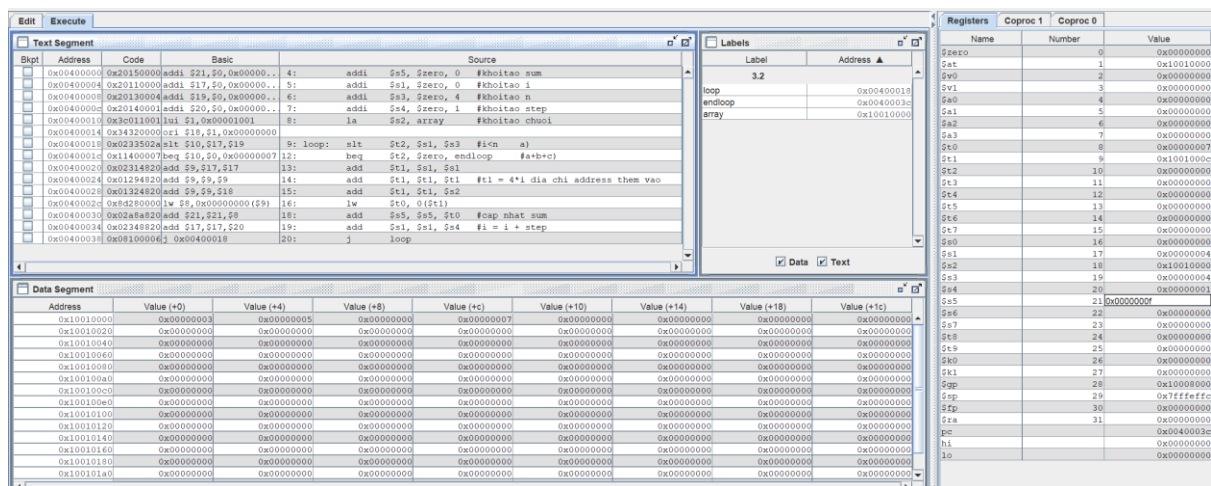 Edit Execute
Text Segment
Bkpt Address Code Basic Source
0x00400000 0x20150000 addi $21,$0,0x00000... 4: addi $s5, $zero, 0 #khoitao sum
0x00400004 0x20110000 addi $17,$0,0x00000... 5: addi $s1, $zero, 0 #khoitao i
0x00400008 0x20130004 addi $19,$0,0x00000... 6: addi $s3, $zero, 4 #khoitao n
0x0040000c 0x20140001 addi $20,$0,0x00000... 7: addi $s4, $zero, 1 #khoitao step
0x00400010 0x3c011001 lui $1,0x00001001 8: la $s2, array #khoitao chuoi
0x00400014 0x34320000 ori $18,$1,0x00000000
0x00400018 0x0233502a slt $10,$17,$19 9: loop: slt $t2, $s1, $s3 #i<n a)
0x0040001c 0x11400007 beq $10,$0,0x00000007 12: beq $t2, $zero, endloop #a+b+c)
0x00400020 0x02314820 add $9,$17,$17 13: add $t1, $s1, $s1
0x00400024 0x01294820 add $9,$9,$9 14: add $t1, $t1, $t1 #t1 = 4*i dia chi address them vao
0x00400028 0x01324820 add $9,$9,$18 15: add $t1, $t1, $s2
0x0040002c 0x8d280000 lw $8,0x00000000($9) 16: lw $t0, 0($t1)
0x00400030 0x02a8a820 add $21,$21,$8 18: add $s5, $s5, $t0 #cap nhat sum
0x00400034 0x02348820 add $17,$17,$20 19: add $s1, $s1, $s4 #i = i + step
0x00400038 0x08100006 j 0x00400018 20: j loop
Labels
Label Address ▲
3.2
loop 0x00400018
endloop 0x0040003c
array 0x10010000
Data Text
Data Segment
Address Value (+0) Value (+4) Value (+8) Value (+c) Value (+10) Value (+14) Value (+18) Value (+1c)
0x10010000 0x00000003 0x00000005 0x00000000 0x00000007 0x00000000 0x00000000 0x00000000 0x00000000
0x10010020 0x00000000 0x00000000 0x00000000 0x00000000 0x00000000 0x00000000 0x00000000 0x00000000
0x10010040 0x00000000 0x00000000 0x00000000 0x00000000 0x00000000 0x00000000 0x00000000 0x00000000
0x10010060 0x00000000 0x00000000 0x00000000 0x00000000 0x00000000 0x00000000 0x00000000 0x00000000
0x10010080 0x00000000 0x00000000 0x00000000 0x00000000 0x00000000 0x00000000 0x00000000 0x00000000
0x100100a0 0x00000000 0x00000000 0x00000000 0x00000000 0x00000000 0x00000000 0x00000000 0x00000000
0x100100c0 0x00000000 0x00000000 0x00000000 0x00000000 0x00000000 0x00000000 0x00000000 0x00000000
0x100100e0 0x00000000 0x00000000 0x00000000 0x00000000 0x00000000 0x00000000 0x00000000 0x00000000
0x10010100 0x00000000 0x00000000 0x00000000 0x00000000 0x00000000 0x00000000 0x00000000 0x00000000
0x10010120 0x00000000 0x00000000 0x00000000 0x00000000 0x00000000 0x00000000 0x00000000 0x00000000
0x10010140 0x00000000 0x00000000 0x00000000 0x00000000 0x00000000 0x00000000 0x00000000 0x00000000
0x10010160 0x00000000 0x00000000 0x00000000 0x00000000 0x00000000 0x00000000 0x00000000 0x00000000
0x10010180 0x00000000 0x00000000 0x00000000 0x00000000 0x00000000 0x00000000 0x00000000 0x00000000
0x100101a0 0x00000000 0x00000000 0x00000000 0x00000000 0x00000000 0x00000000 0x00000000 0x00000000
Registers Coproc 1 Coproc 0
Name Number Value
$zero 0 0x00000000
$at 1 0x10010000
$v0 2 0x00000000
$v1 3 0x00000000
$a0 4 0x00000000
$a1 5 0x00000000
$a2 6 0x00000000
$a3 7 0x00000000
$t0 8 0x00000007
$t1 9 0x1001000c
$t2 10 0x00000000
$t3 11 0x00000000
$t4 12 0x00000000
$t5 13 0x00000000
$t6 14 0x00000000
$t7 15 0x00000000
$s0 16 0x00000000
$s1 17 0x00000004
$s2 18 0x10010000
$s3 19 0x00000004
$s4 20 0x00000001
$s5 21 0x0000000f
$s6 22 0x00000000
$s7 23 0x00000000
$t8 24 0x00000000
$t9 25 0x00000000
$k0 26 0x00000000
$k1 27 0x00000000
$gp 28 0x10008000
$sp 29 0x7fffeffc
$fp 30 0x00000000
$ra 31 0x00000000
pc 0x0040003c
hi 0x00000000
lo 0x00000000